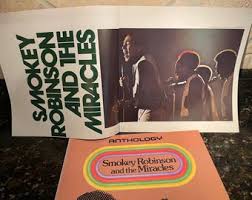 SMOKEY
ROBINSON
AND THE
MIRACLES
ANTHOLOGY
Smokey Robinson
and the Miracles